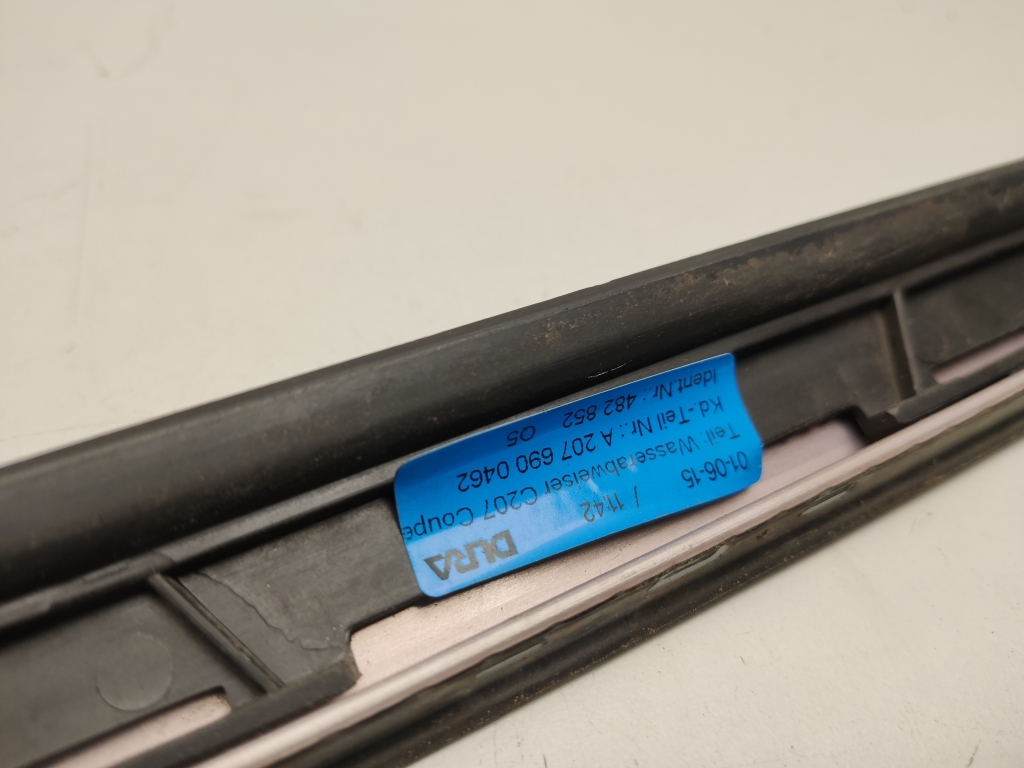 01-06-15 / 11:42 DURA
Teil Wasserabweiser C207 Coupe
Kd.-Teil Nr.: A 207 690 0462
Ident.Nr.: 482 852 Q5